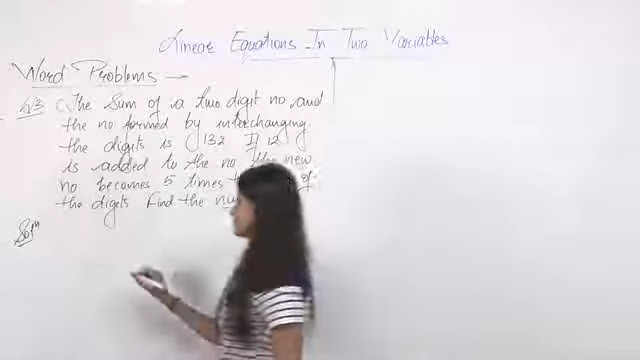 Linear Equations In Two Variables
Word Problems →
(The Sum of a two digit no and
the no formed by interchanging
the digits is 132 If 12
is added to the no the new
no becomes 5 times of
the digits Find the
Solⁿ